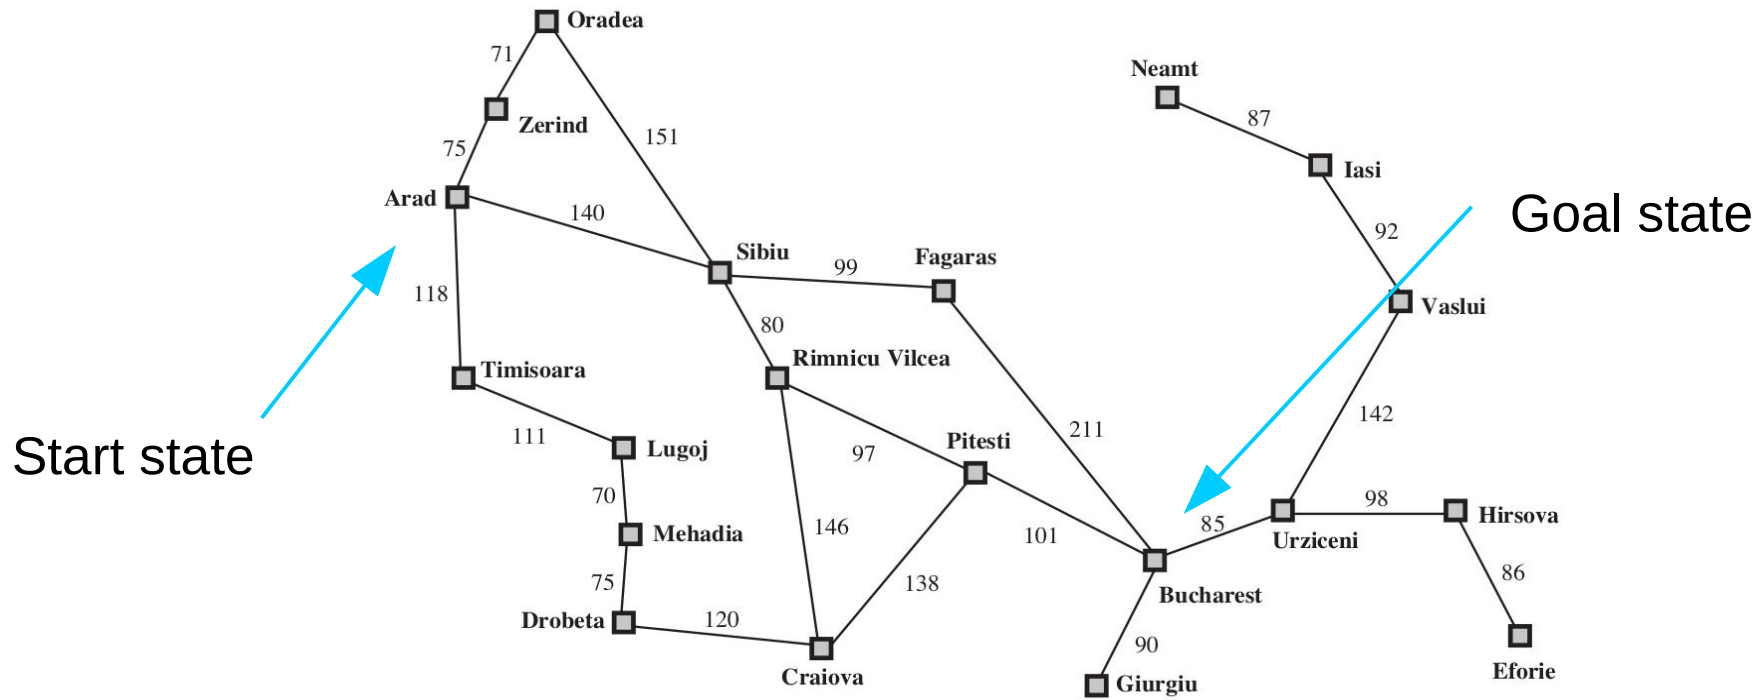 Oradea
71
Neamt
Zerind
87
151
75
Iasi
Arad
140
Goal state
92
Sibiu
Fagaras
99
118
Vaslui
80
Rimnicu Vilcea
Timisoara
142
211
111
Pitesti
Lugoj
97
Start state
70
98
Hirsova
146
101
85
Mehadia
Urziceni
86
75
138
Bucharest
Drobeta
120
90
Eforie
Craiova
Giurgiu